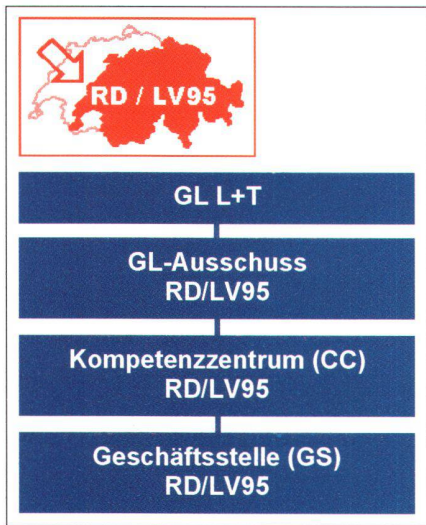 RD / LV95
GL L+T
GL-Ausschuss
RD/LV95
Kompetenzzentrum (CC)
RD/LV95
Geschäftsstelle (GS)
RD/LV95